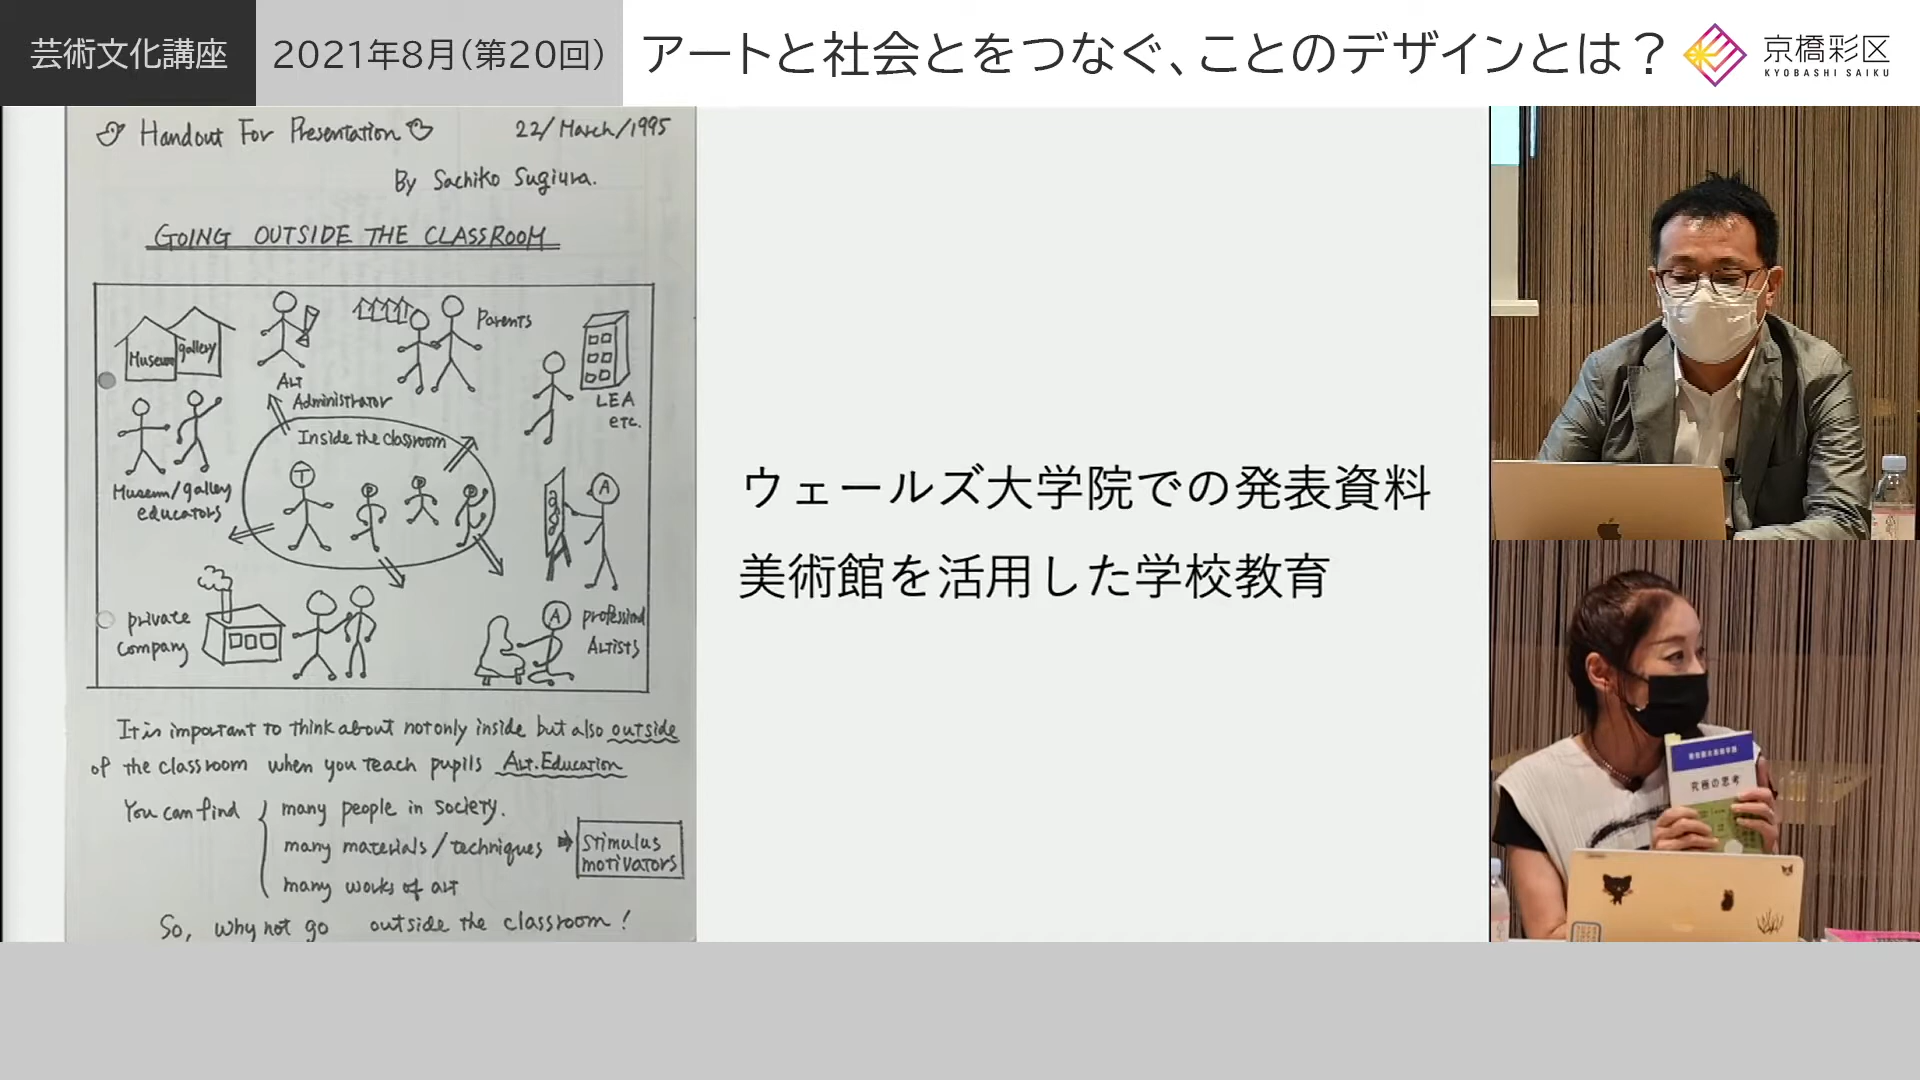 芸術文化講座
2021年8月(第20回)
アートと社会とをつなぐ、ことのデザインとは？
京橋彩区
KYOBASHI SAIKU
Handout For Presentation
22/March/1995
By Sachiko Sugiura.
GOING OUTSIDE THE CLASSROOM
Museum
gallery
Art
Administrator
Parents
LEA
etc.
Inside the classroom
T
P
P
P
Museum/gallery
educators
A
private
company
A
professional
Artists
It is important to think about not only inside but also outside
of the classroom when you teach pupils Art.Education
You can find
many people in society.
many materials/techniques
many works of art
stimulus
motivators
So, why not go outside the classroom!
ウェールズ大学院での発表資料
美術館を活用した学校教育
究極の思考